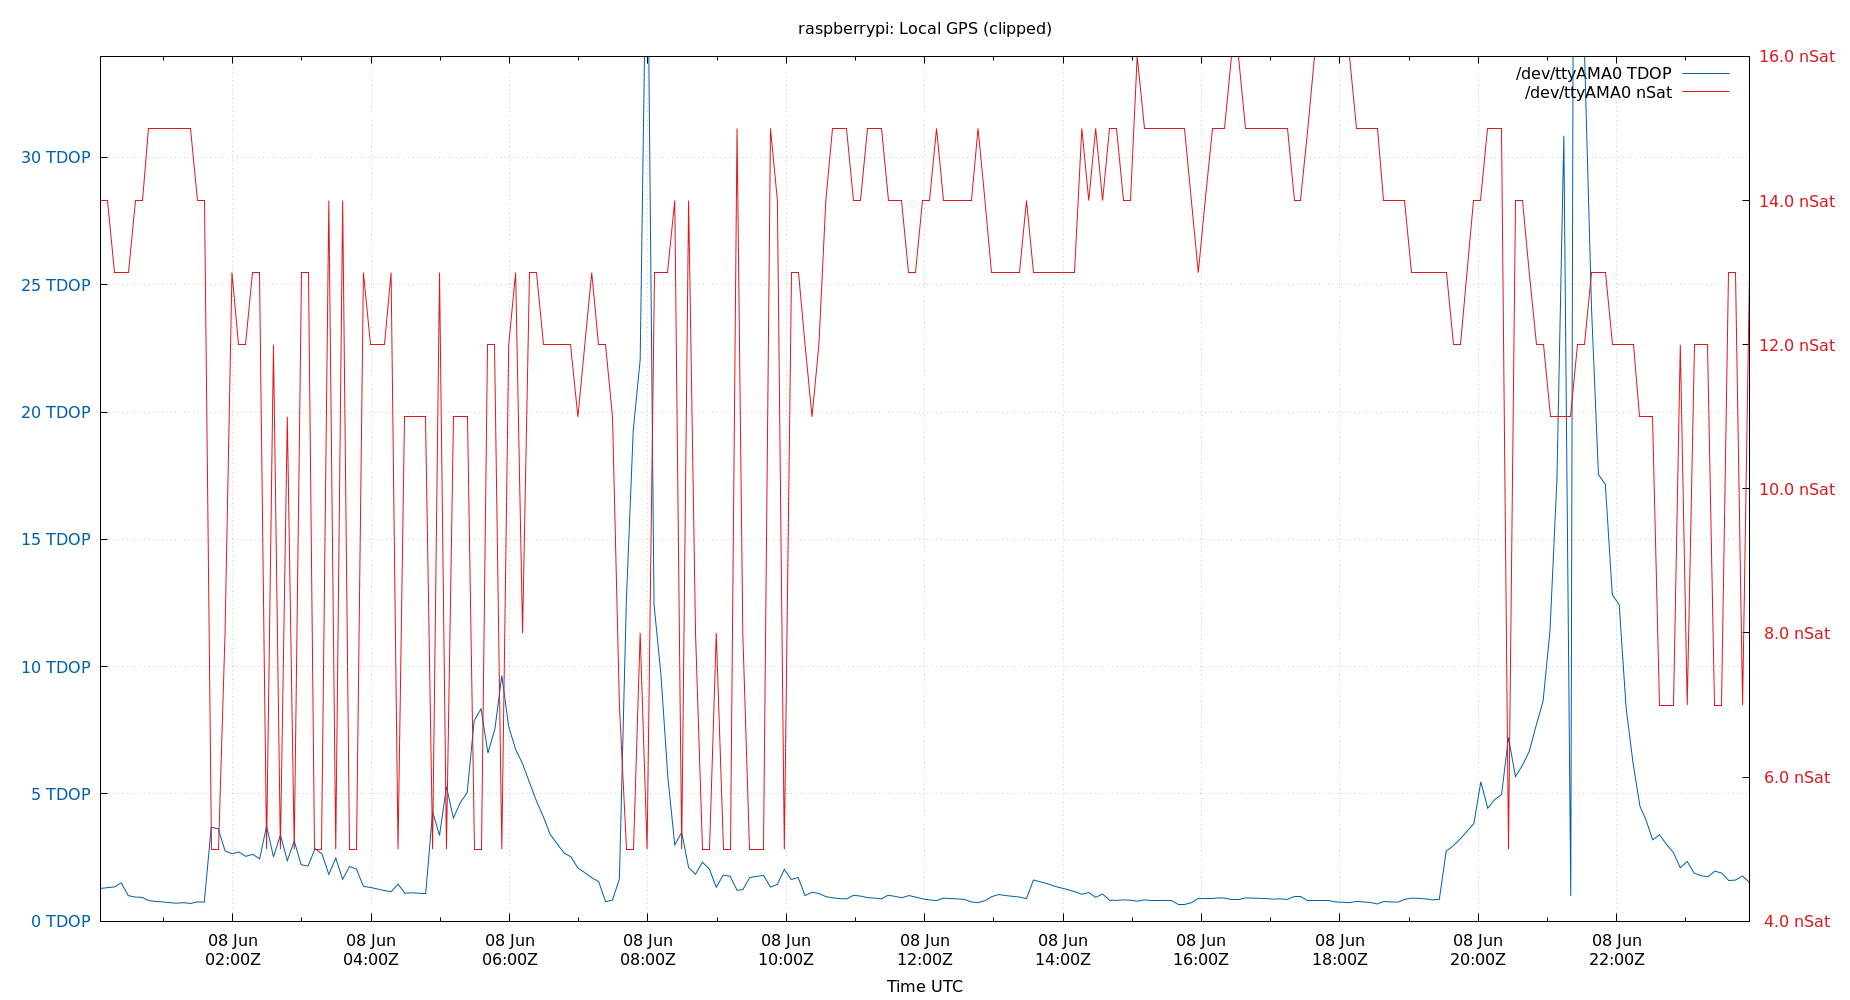 raspberrypi: Local GPS (clipped)
16.0 nSat
/dev/ttyAMA0 TDOP
/dev/ttyAMA0 nSat
30 TDOP
14.0 nSat
25 TDOP
12.0 nSat
20 TDOP
10.0 nSat
15 TDOP
8.0 nSat
10 TDOP
6.0 nSat
5 TDOP
0 TDOP
4.0 nSat
08 Jun 08 Jun 08 Jun 08 Jun 08 Jun 08 Jun 08 Jun 08 Jun 08 Jun 08 Jun 08 Jun
02:00Z 04:00Z 06:00Z 08:00Z 10:00Z 12:00Z 14:00Z 16:00Z 18:00Z 20:00Z 22:00Z
Time UTC